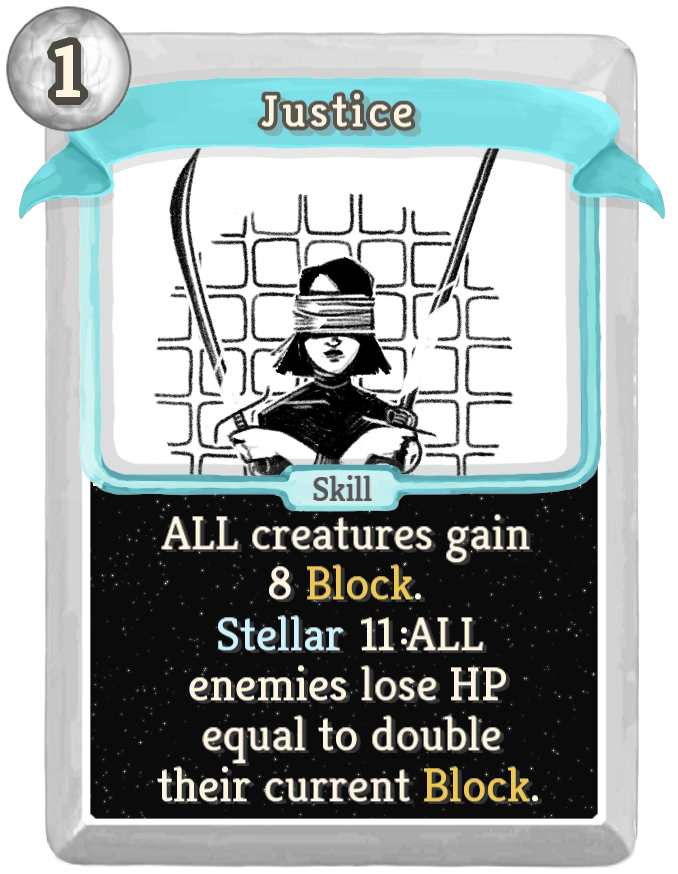 1
Justice
Skill
ALL creatures gain
8 Block.
Stellar 11:ALL
enemies lose HP
equal to double
their current Block.